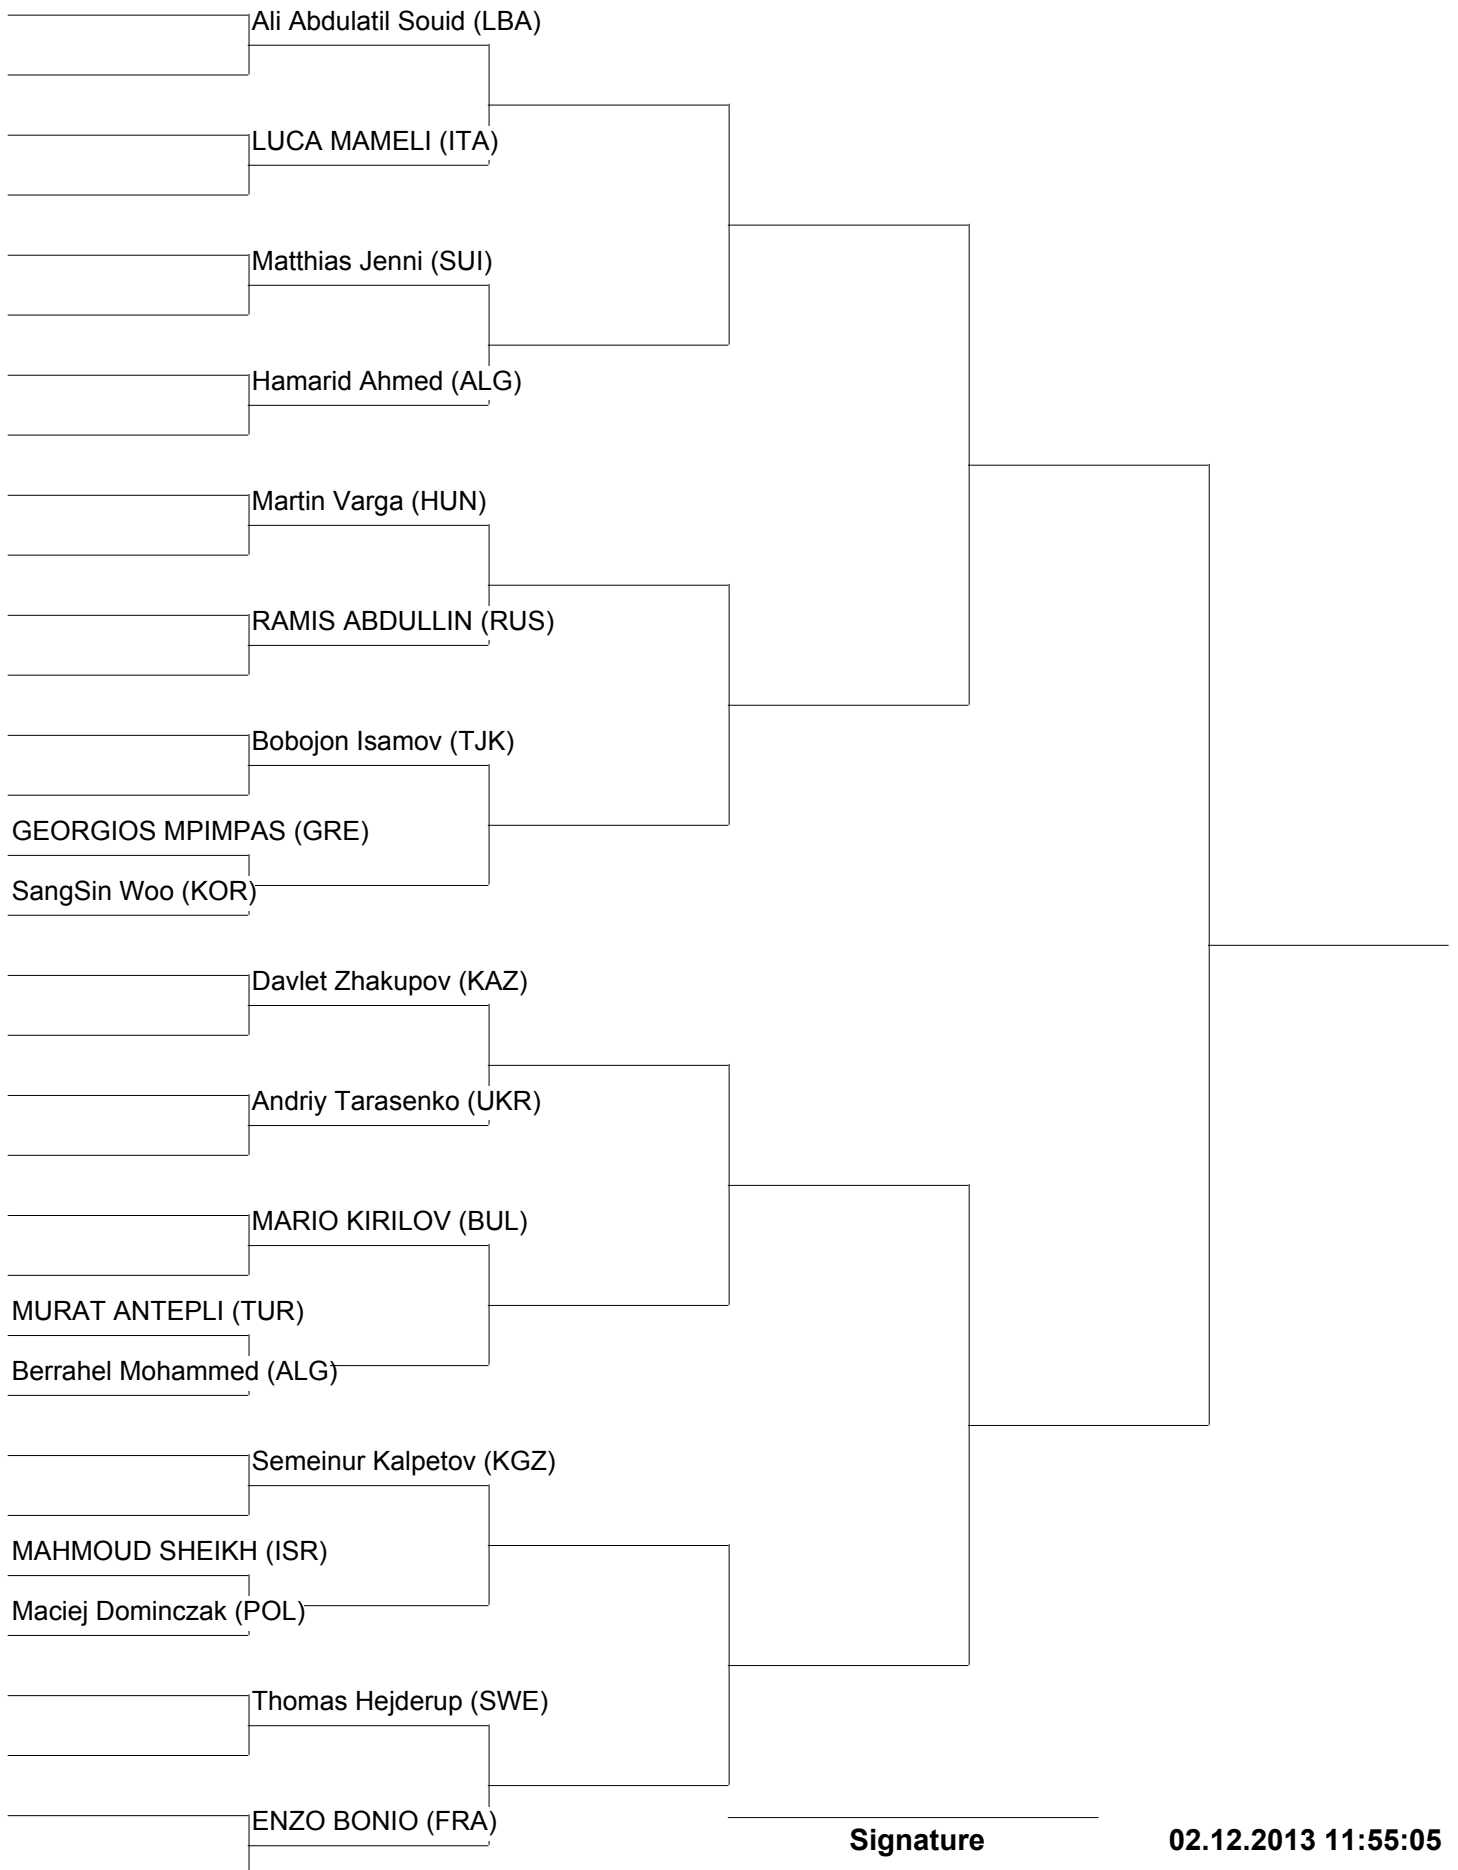 Ali Abdulatil Souid (LBA)
LUCA MAMELI (ITA)
Matthias Jenni (SUI)
Hamarid Ahmed (ALG)
Martin Varga (HUN)
RAMIS ABDULLIN (RUS)
Bobojon Isamov (TJK)
GEORGIOS MPIMPAS (GRE)
SangSin Woo (KOR)
Davlet Zhakupov (KAZ)
Andriy Tarasenko (UKR)
MARIO KIRILOV (BUL)
MURAT ANTEPLI (TUR)
Berrahel Mohammed (ALG)
Semeinur Kalpetov (KGZ)
MAHMOUD SHEIKH (ISR)
Maciej Dominczak (POL)
Thomas Hejderup (SWE)
ENZO BONIO (FRA)
Signature 02.12.2013 11:55:05